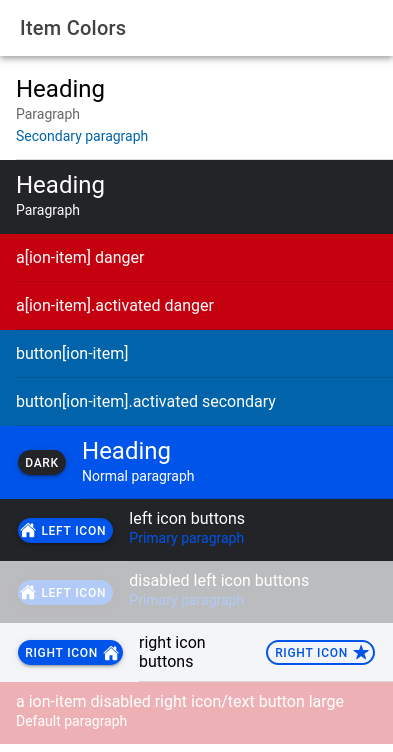 Item Colors
Heading
Paragraph
Secondary paragraph
Heading
Paragraph
a[ion-item] danger
a[ion-item].activated danger
button[ion-item]
button[ion-item].activated secondary
DARK
Heading
Normal paragraph
LEFT ICON
left icon buttons
Primary paragraph
LEFT ICON
disabled left icon buttons
Primary paragraph
RIGHT ICON
right icon
buttons
RIGHT ICON
a ion-item disabled right icon/text button large
Default paragraph